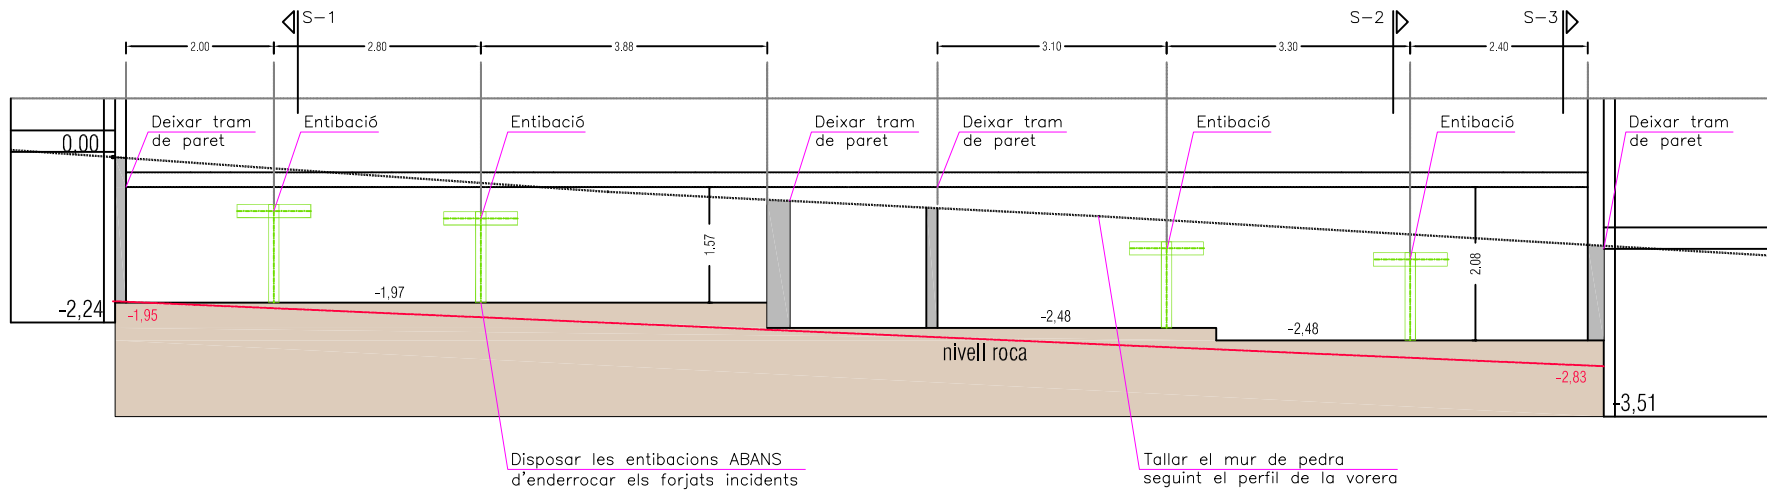 S-1
S-2
S-3
2.00
2.80
3.88
3.10
3.30
2.40
Deixar tram
de paret
Entibació
Entibació
Deixar tram
de paret
Deixar tram
de paret
Entibació
Entibació
Deixar tram
de paret
0,00
1.57
2.08
-1,97
-2,24
-1,95
-2,48
-2,48
nivell roca
-2,83
-3,51
Disposar les entibacions ABANS
d'enderrocar els forjats incidents
Tallar el mur de pedra
seguint el perfil de la vorera